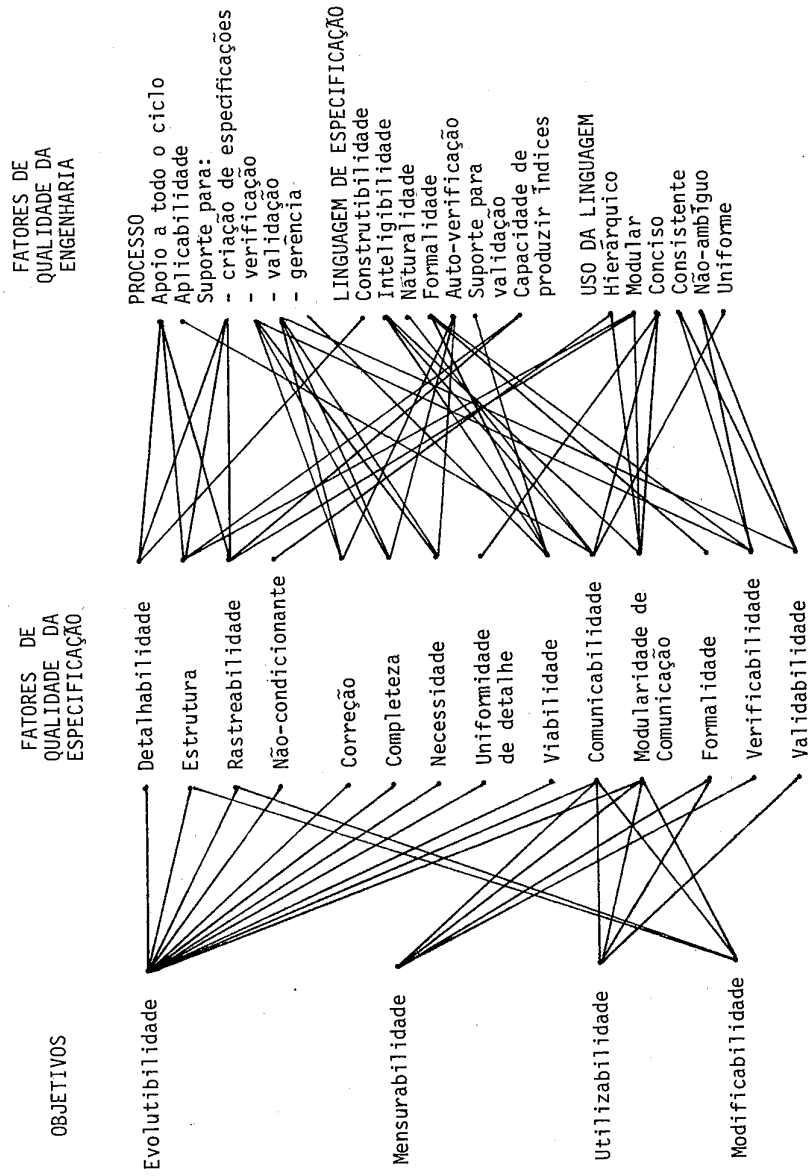 OBJETIVOS
Evolutibilidade
Mensurabilidade
Utilizabilidade
Modificabilidade
FATORES DE
QUALIDADE DA
ESPECIFICAÇÃO
Detalhabilidade
Estrutura
Rastreabilidade
Não-condicionante
Correção
Completeza
Necessidade
Uniformidade
de detalhe
Viabilidade
Comunicabilidade
Modularidade de
Comunicação
Formalidade
Verificabilidade
Validabilidade
FATORES DE
QUALIDADE DA
ENGENHARIA
PROCESSO
Apoio a todo o ciclo
Aplicabilidade
Suporte para:
- criação de especificações
- verificação
- validação
- gerência
LINGUAGEM DE ESPECIFICAÇÃO
Construtibilidade
Inteligibilidade
Naturalidade
Formalidade
Auto-verificação
Suporte para
validação
Capacidade de
produzir índices
USO DA LINGUAGEM
Hierárquico
Modular
Conciso
Consistente
Não-ambíguo
Uniforme